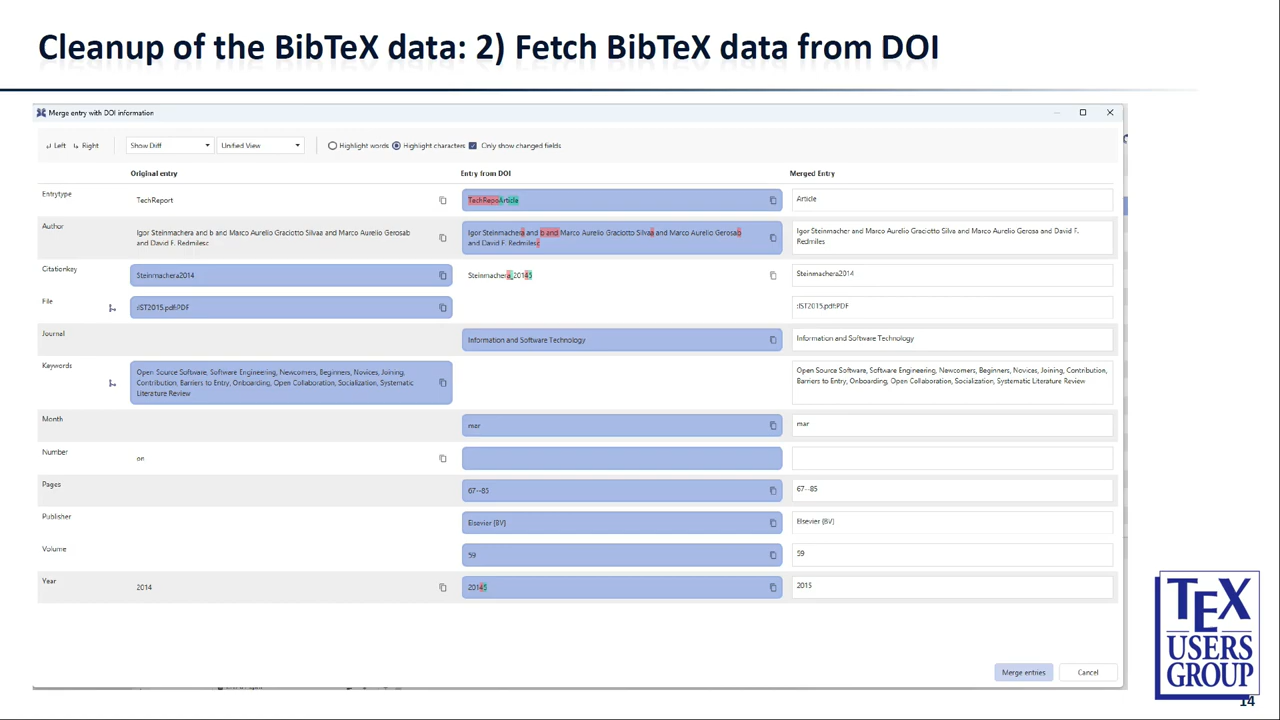 Cleanup of the BibTeX data: 2) Fetch BibTeX data from DOI
Merge entry with DOI information
Left Right Show Diff Unified View Highlight words Highlight characters Only show changed fields
Original entry Entry from DOI Merged Entry
Entrytype TechReport TechRepoArticle Article
Author Igor Steinmachera and b and Marco Aurelio Graciotto Silvaa and Marco Aurelio Gerosab Igor Steinmachera and b and Marco Aurelio Graciotto Silvaa and Marco Aurelio Gerosab Igor Steinmacher and Marco Aurelio Graciotto Silva and Marco Aurelio Gerosa and David F.
and David F. Redmilesc and David F. Redmilesc Redmiles
Citationkey Steinmachera2014 Steinmachera_20145 Steinmachera2014
File :IST2015.pdf:PDF :IST2015.pdf:PDF
Journal Information and Software Technology Information and Software Technology
Keywords Open Source Software, Software Engineering, Newcomers, Beginners, Novices, Joining, Open Source Software, Software Engineering, Newcomers, Beginners, Novices, Joining, Contribution,
Contribution, Barriers to Entry, Onboarding, Open Collaboration, Socialization, Systematic Barriers to Entry, Onboarding, Open Collaboration, Socialization, Systematic Literature Review
Literature Review
Month mar mar
Number on
Pages 67--85 67--85
Publisher Elsevier {BV} Elsevier {BV}
Volume 59 59
Year 2014 20145 2015
Merge entries Cancel
TEX
USERS
GROUP
14